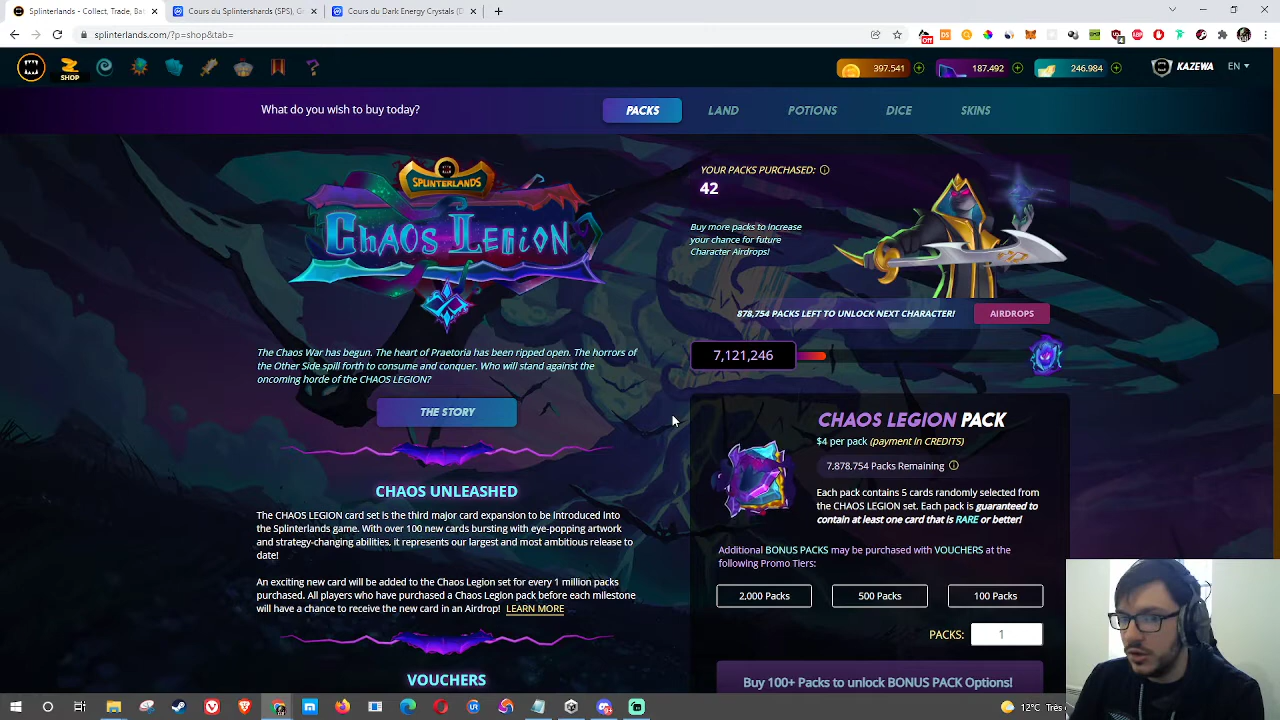 Splinterlands - Collect, Trade, Bat
Cours du Splintershards (SPS), G
Cours du Dark Energy Crystals (
splinterlands.com/?p=shop&tab=
Off
SHOP
397.541
187.492
246.984
KAZEWA
EN
What do you wish to buy today?
PACKS
LAND
POTIONS
DICE
SKINS
SPLINTERLANDS
CHAOS LEGION
YOUR PACKS PURCHASED:
42
Buy more packs to increase
your chance for future
Character Airdrops!
878,754 PACKS LEFT TO UNLOCK NEXT CHARACTER!
AIRDROPS
7,121,246
The Chaos War has begun. The heart of Praetoria has been ripped open. The horrors of
the Other Side spill forth to consume and conquer. Who will stand against the
oncoming horde of the CHAOS LEGION?
THE STORY
CHAOS UNLEASHED
The CHAOS LEGION card set is the third major card expansion to be introduced into
the Splinterlands game. With over 100 new cards bursting with eye-popping artwork
and strategy-changing abilities, it represents our largest and most ambitious release to
date!
An exciting new card will be added to the Chaos Legion set for every 1 million packs
purchased. All players who have purchased a Chaos Legion pack before each milestone
will have a chance to receive the new card in an Airdrop! LEARN MORE
VOUCHERS
CHAOS LEGION PACK
$4 per pack (payment in CREDITS)
7,878,754 Packs Remaining
Each pack contains 5 cards randomly selected from
the CHAOS LEGION set. Each pack is guaranteed to
contain at least one card that is RARE or better!
Additional BONUS PACKS may be purchased with VOUCHERS at the
following Promo Tiers:
2,000 Packs
500 Packs
100 Packs
PACKS:
1
Buy 100+ Packs to unlock BONUS PACK Options!
12°C Très